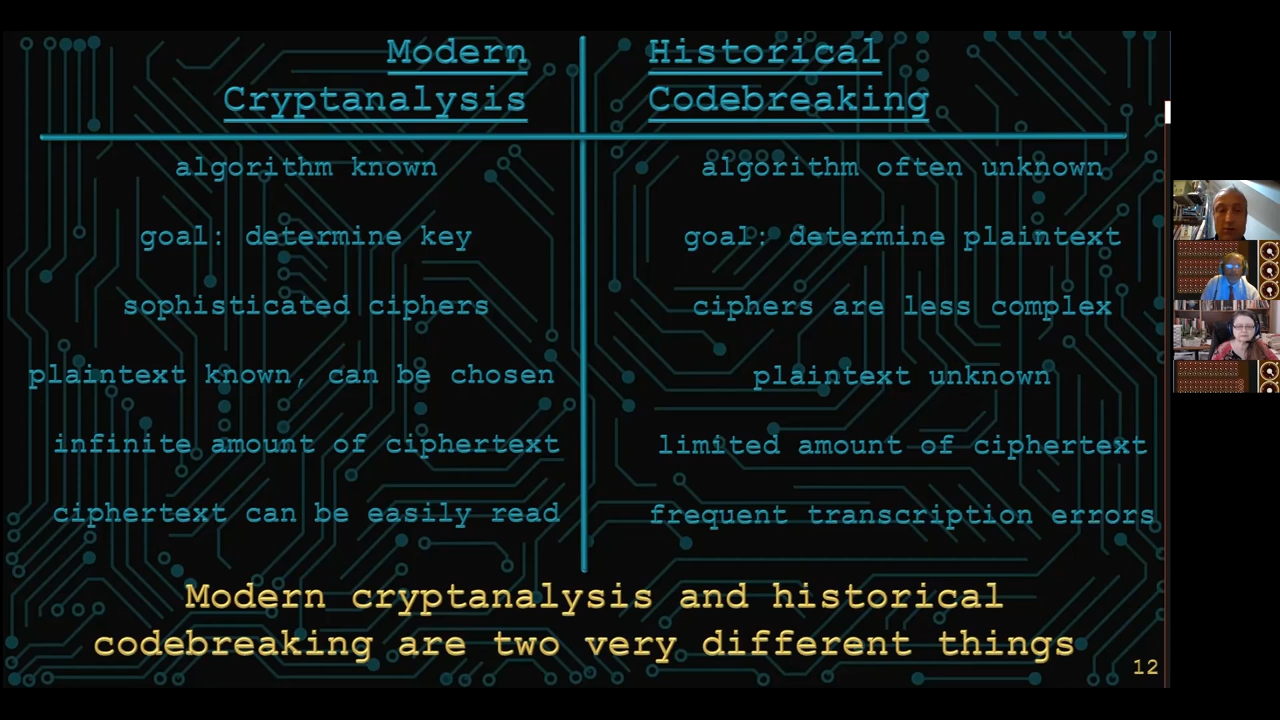 Modern
Cryptanalysis
Historical
Codebreaking
algorithm known
algorithm often unknown
goal: determine key
goal: determine plaintext
sophisticated ciphers
ciphers are less complex
plaintext known, can be chosen
plaintext unknown
infinite amount of ciphertext
limited amount of ciphertext
ciphertext can be easily read
frequent transcription errors
Modern cryptanalysis and historical
codebreaking are two very different things
12